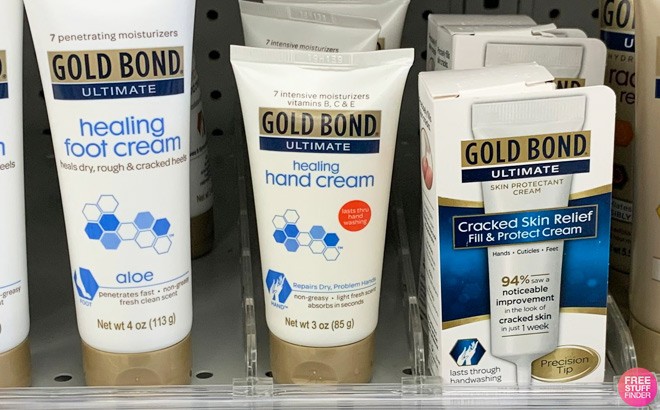 7 penetrating moisturizers
GOLD BOND
ULTIMATE
healing
foot cream
heals dry, rough & cracked heels
aloe
penetrates fast • non-greasy
fresh clean scent
FOOT
Net wt 4 oz (113 g)
7 intensive moisturizers
7 intensive moisturizers
vitamins B, C & E
GOLD BOND
ULTIMATE
healing
hand cream
lasts thru
hand
washing
Repairs Dry, Problem Hands
non-greasy • light fresh scent
absorbs in seconds
HAND
Net wt 3 oz (85 g)
GOLD BOND
ULTIMATE
SKIN PROTECTANT
CREAM
Cracked Skin Relief
Fill & Protect Cream
Hands • Cuticles • Feet
94% saw a
noticeable
improvement
in the look of
cracked skin
in just 1 week
lasts through
handwashing
Precision
Tip
FREE
STUFF
FINDER